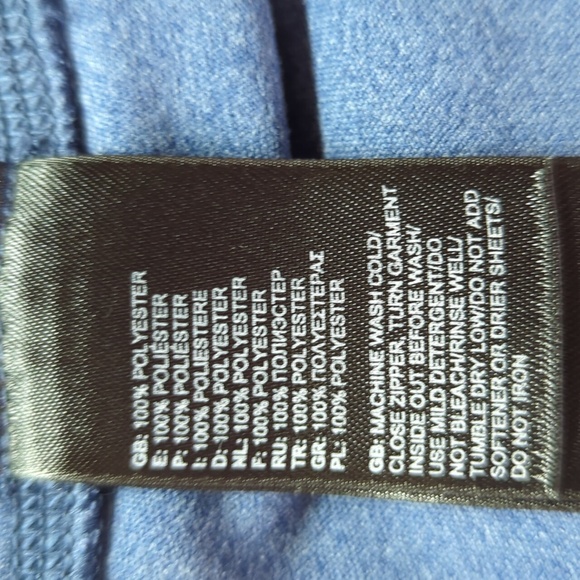 GB: 100% POLYESTER
E: 100% POLIÉSTER
P: 100% POLIÉSTER
I: 100% POLIESTERE
D: 100% POLYESTER
NL: 100% POLYESTER
F: 100% POLYESTER
RU: 100% ПОЛИЭСТЕР
TR: 100% POLYESTER
GR: 100% ΠΟΛΥΕΣΤΕΡΑΣ
PL: 100% POLYESTER
GB: MACHINE WASH COLD/
CLOSE ZIPPER, TURN GARMENT
INSIDE OUT BEFORE WASH/
USE MILD DETERGENT/DO
NOT BLEACH/RINSE WELL/
TUMBLE DRY LOW/DO NOT ADD
SOFTENER OR DRIER SHEETS/
DO NOT IRON